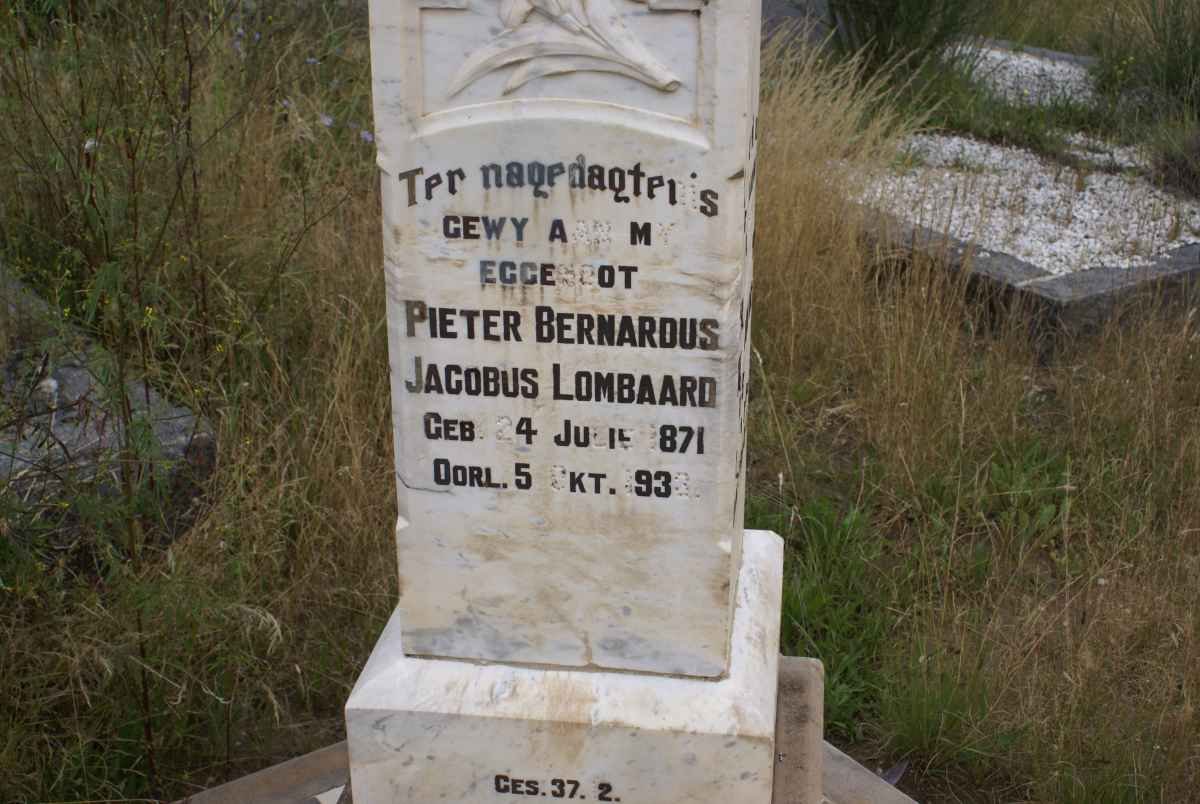 Ter nagedagtenis
GEWY AAN MY
EGGENOOT
PIETER BERNARDUS
JACOBUS LOMBAARD
GEB. 24 JULIE 1871
OORL. 5 OKT.
GES. 37. 2.